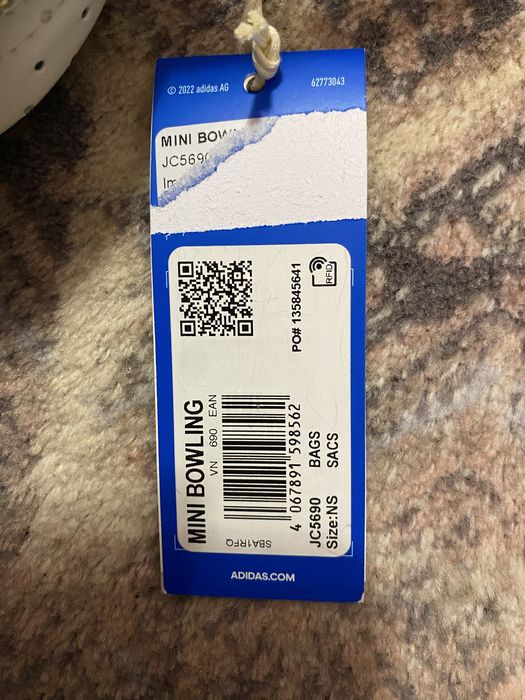 © 2022 adidas AG
62773043
MINI
JC5690
PO# 135845641
RFID
MINI BOWLING
VN 690 EAN
4 067891 598562
JC5690 BAGS
Size:NS SACS
SBA1RFQ
ADIDAS.COM